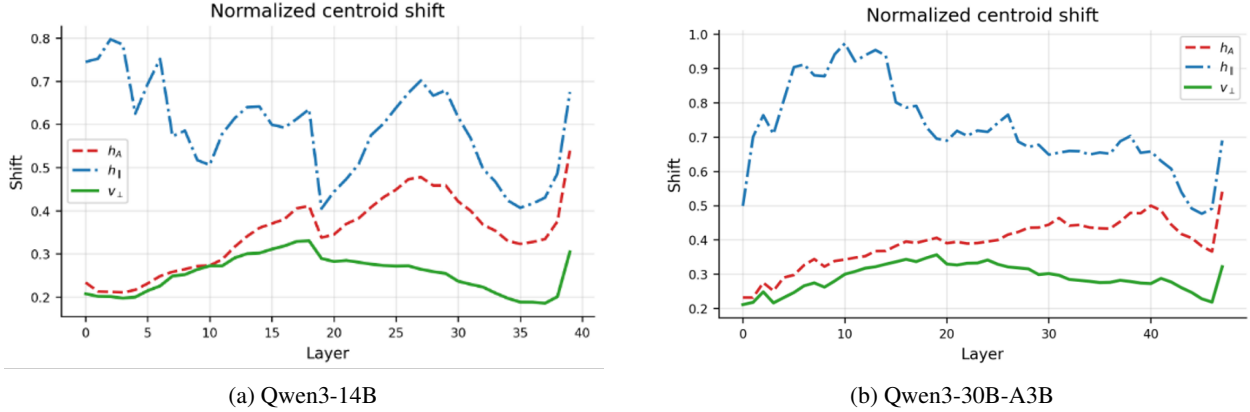 Normalized centroid shift
0.8
0.7
0.6
0.5
0.4
0.3
0.2
Shift
h_A
h_∥
v_⊥
0 5 10 15 20 25 30 35 40
Layer
(a) Qwen3-14B
Normalized centroid shift
1.0
0.9
0.8
0.7
0.6
0.5
0.4
0.3
0.2
Shift
h_A
h_∥
v_⊥
0 10 20 30 40
Layer
(b) Qwen3-30B-A3B